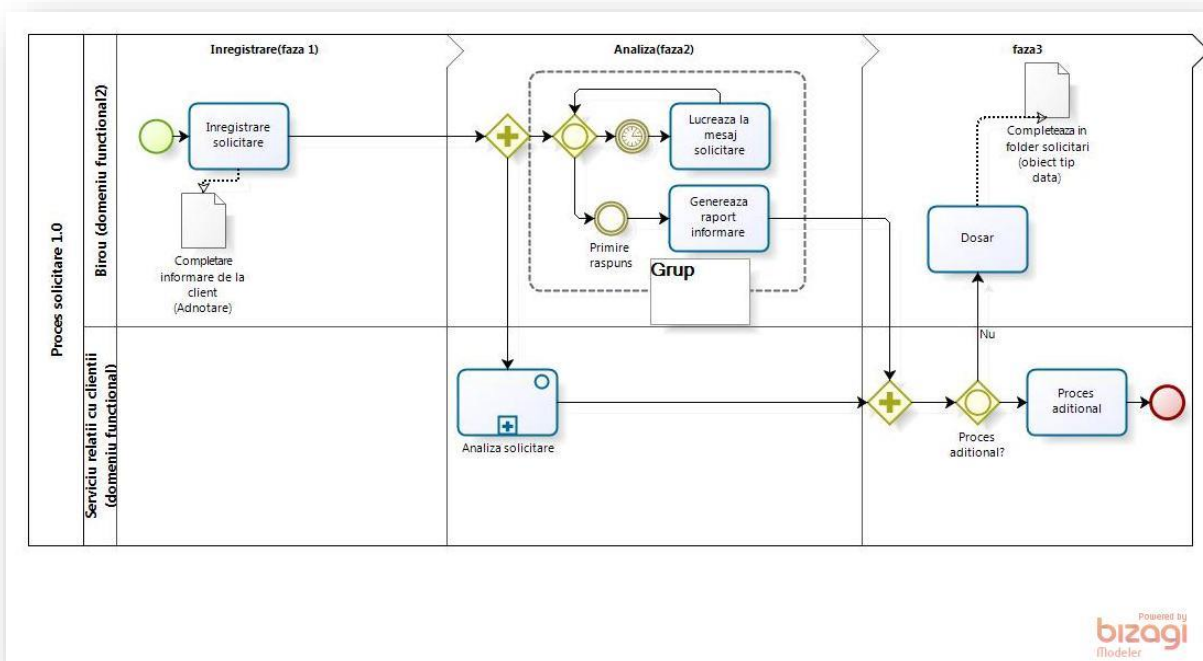 Proces solicitare 1.0
Birou (domeniu functional2)
Serviciu relatii cu clientii
(domeniu functional)
Inregistrare(faza 1)
Analiza(faza2)
faza3
Inregistrare
solicitare
Completare
informare de la
client
(Adnotare)
Lucreaza la
mesaj
solicitare
Primire
raspuns
Genereaza
raport
informare
Grup
Completeaza in
folder solicitari
(obiect tip
data)
Dosar
Nu
Analiza solicitare
Proces
aditional?
Proces
aditional
Powered by
bizagi
Modeler